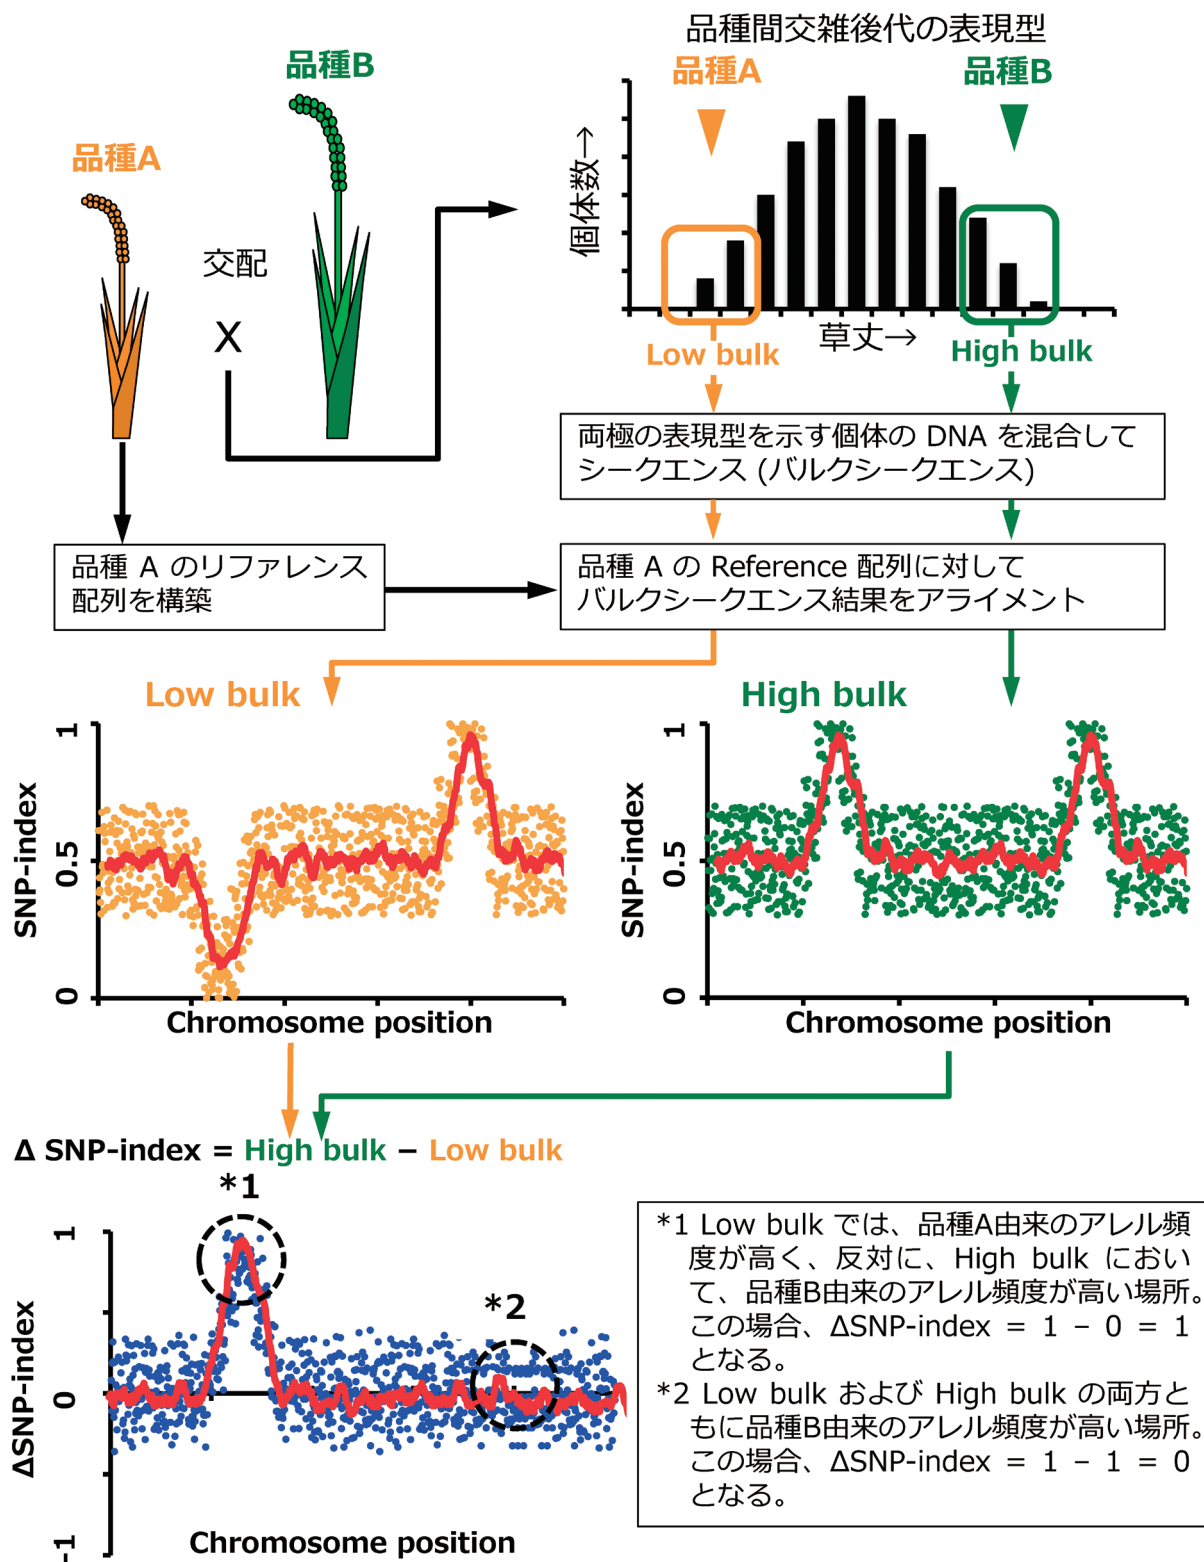 品種間交雑後代の表現型
品種A
品種B
品種A
品種B
交配
X
個体数→
草丈→
Low bulk
High bulk
両極の表現型を示す個体の DNA を混合して
シークエンス (バルクシークエンス)
品種 A のリファレンス
配列を構築
品種 A の Reference 配列に対して
バルクシークエンス結果をアライメント
Low bulk
SNP-index
1
0.5
0
Chromosome position
High bulk
SNP-index
1
0.5
0
Chromosome position
Δ SNP-index = High bulk – Low bulk
*1
*2
ΔSNP-index
1
0
-1
Chromosome position
*1 Low bulk では、品種A由来のアレル頻
度が高く、反対に、High bulk におい
て、品種B由来のアレル頻度が高い場所。
この場合、ΔSNP-index = 1 – 0 = 1
となる。
*2 Low bulk および High bulk の両方と
もに品種B由来のアレル頻度が高い場所。
この場合、ΔSNP-index = 1 – 1 = 0
となる。